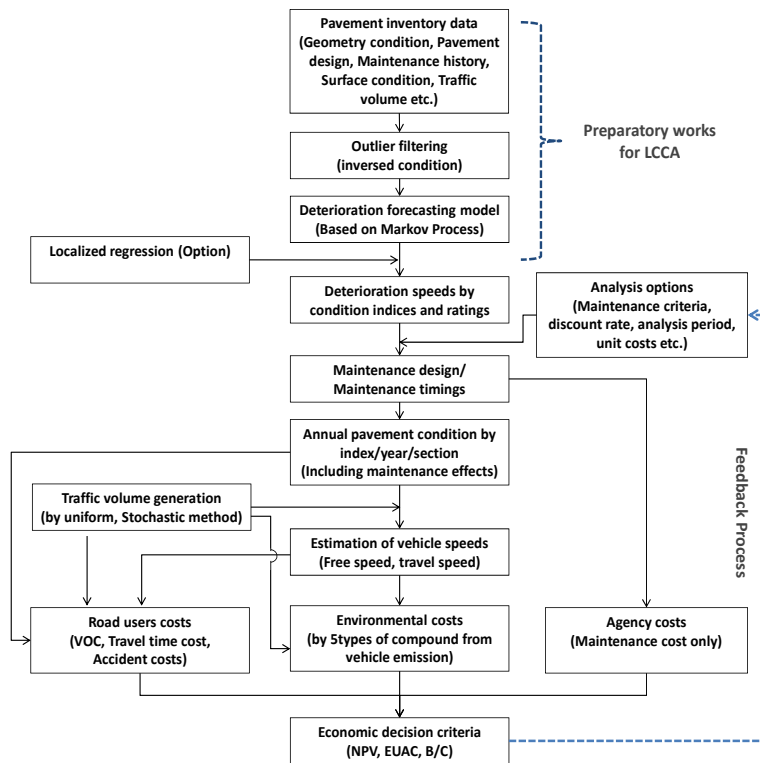 Pavement inventory data
(Geometry condition, Pavement
design, Maintenance history,
Surface condition, Traffic
volume etc.)
Preparatory works
for LCCA
Outlier filtering
(inversed condition)
Deterioration forecasting model
(Based on Markov Process)
Localized regression (Option)
Deterioration speeds by
condition indices and ratings
Analysis options
(Maintenance criteria,
discount rate, analysis period,
unit costs etc.)
Maintenance design/
Maintenance timings
Annual pavement condition by
index/year/section
(Including maintenance effects)
Feedback Process
Traffic volume generation
(by uniform, Stochastic method)
Estimation of vehicle speeds
(Free speed, travel speed)
Road users costs
(VOC, Travel time cost,
Accident costs)
Environmental costs
(by 5types of compound from
vehicle emission)
Agency costs
(Maintenance cost only)
Economic decision criteria
(NPV, EUAC, B/C)